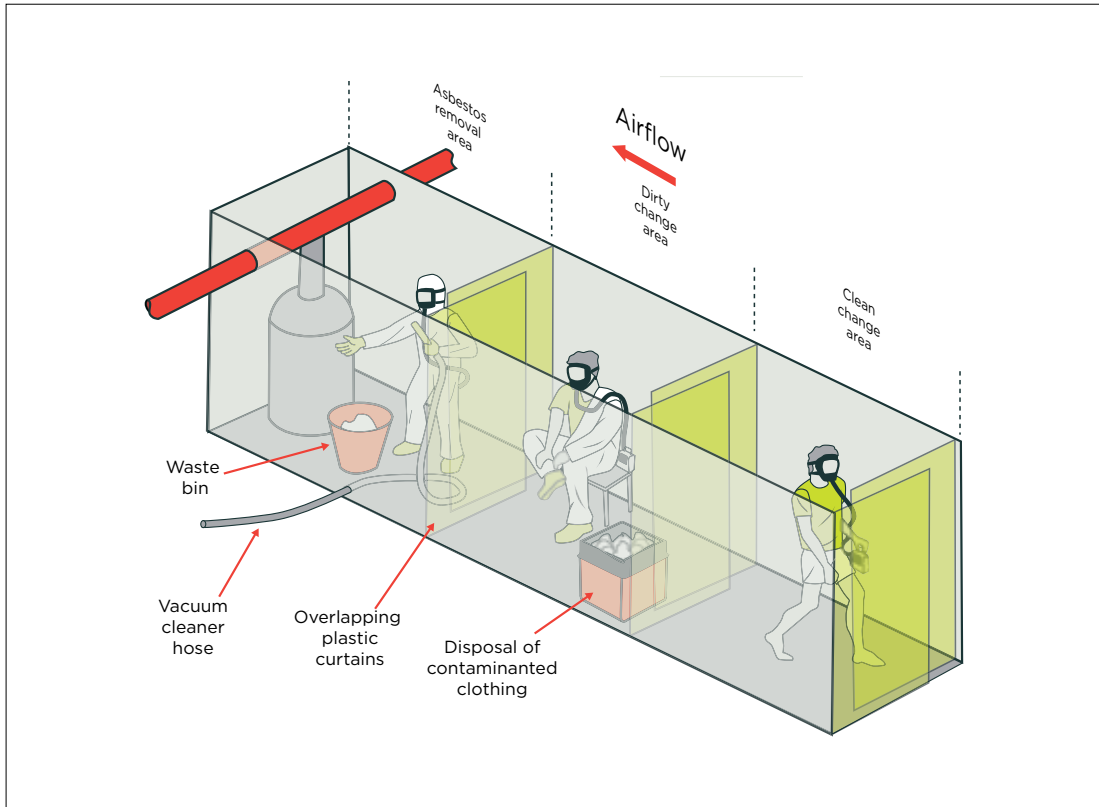 Asbestos
removal
area
Airflow
Dirty
change
area
Clean
change
area
Waste
bin
Vacuum
cleaner
hose
Overlapping
plastic
curtains
Disposal of
contaminanted
clothing